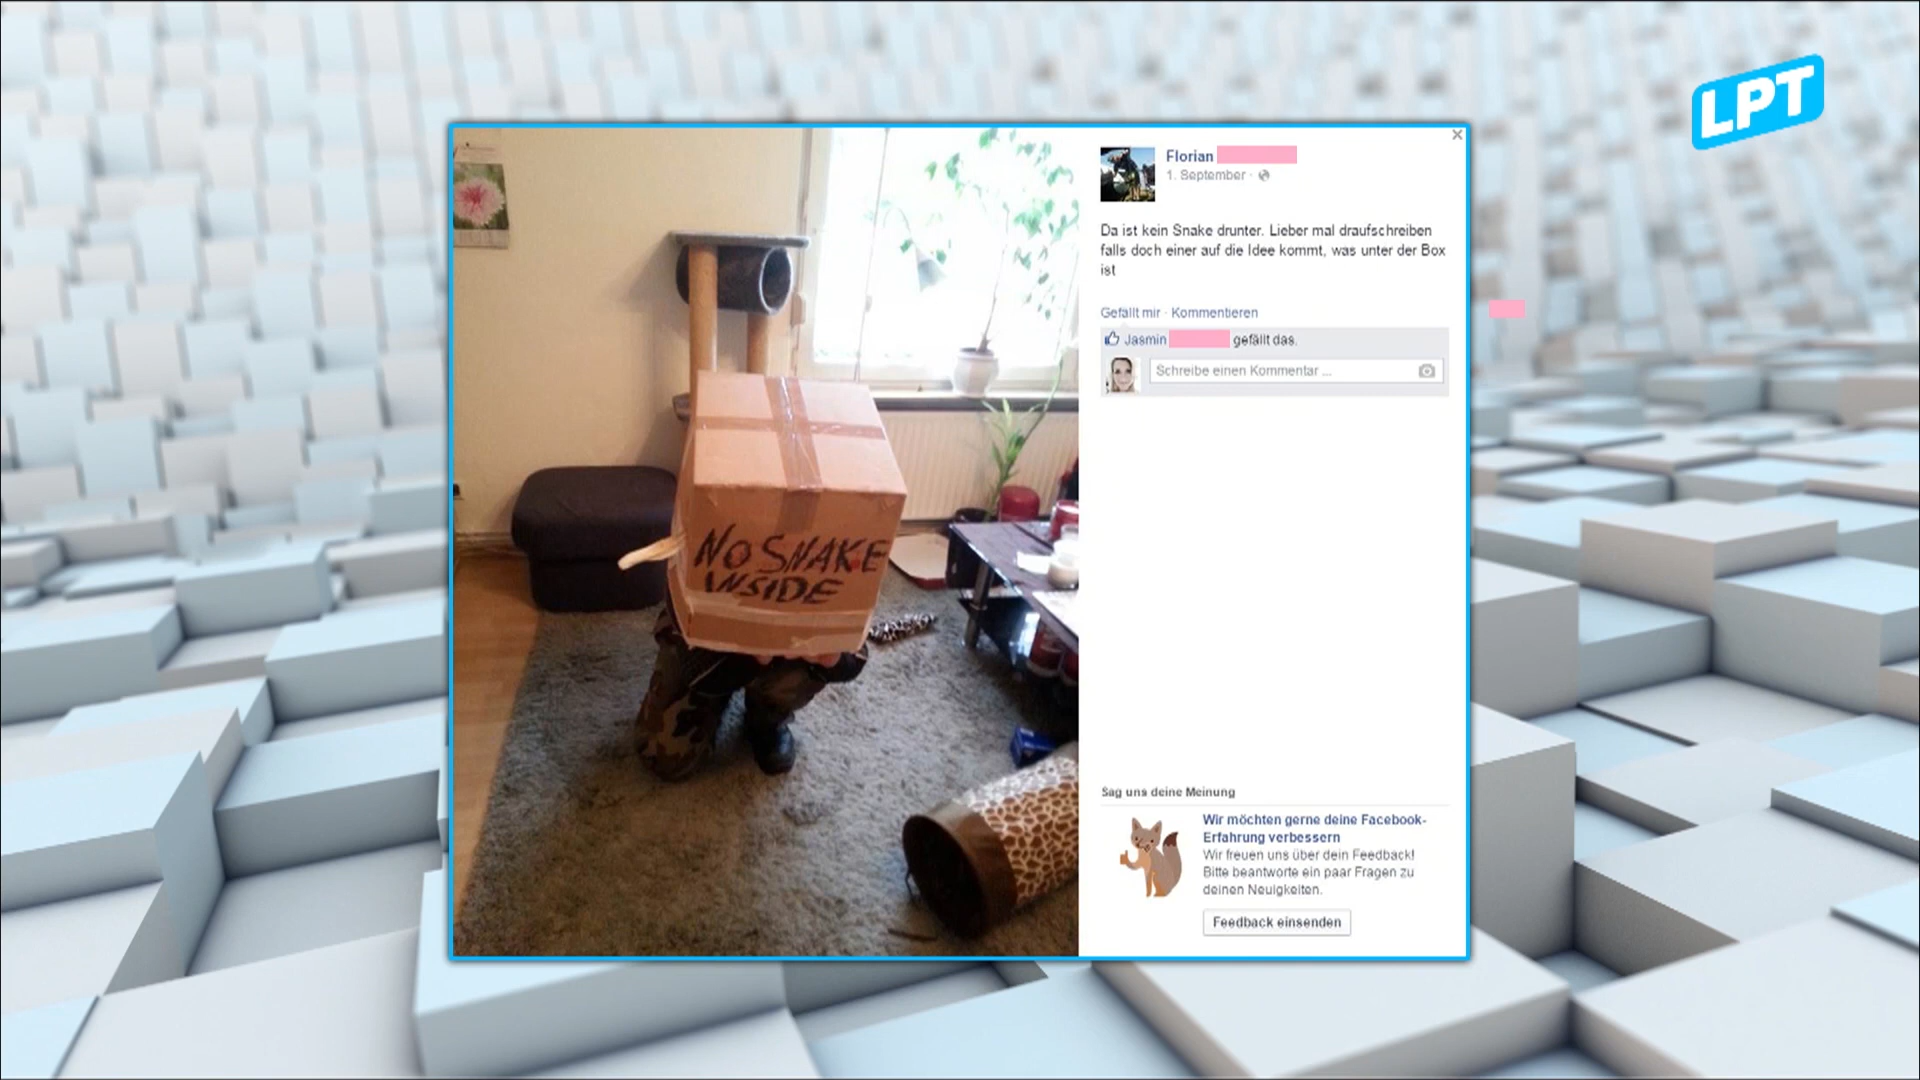 LPT
Florian
1. September ·
Da ist kein Snake drunter. Lieber mal draufschreiben
falls doch einer auf die Idee kommt, was unter der Box
ist
Gefällt mir · Kommentieren
Jasmin gefällt das.
Schreibe einen Kommentar ...
NO SNAKE
INSIDE
Sag uns deine Meinung
Wir möchten gerne deine Facebook-
Erfahrung verbessern
Wir freuen uns über dein Feedback!
Bitte beantworte ein paar Fragen zu
deinen Neuigkeiten.
Feedback einsenden